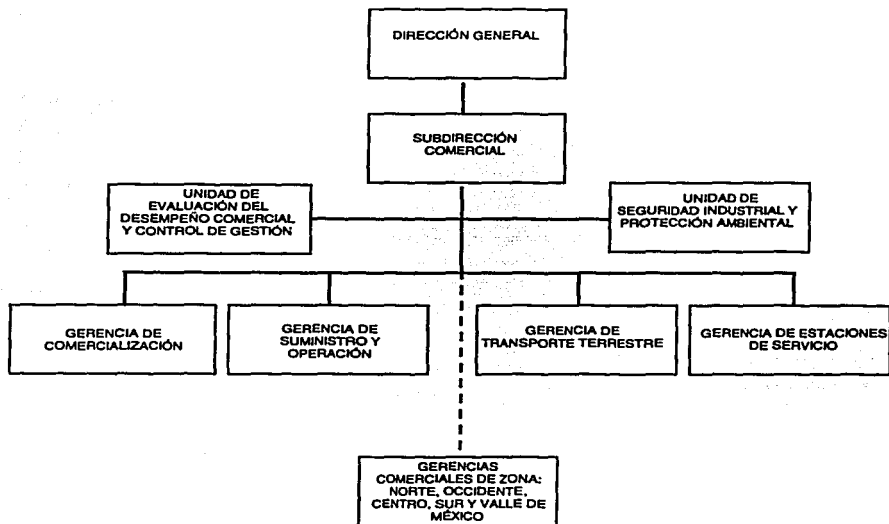 DIRECCIÓN GENERAL
SUBDIRECCIÓN
COMERCIAL
UNIDAD DE
EVALUACIÓN DEL
DESEMPEÑO COMERCIAL
Y CONTROL DE GESTIÓN
UNIDAD DE
SEGURIDAD INDUSTRIAL Y
PROTECCIÓN AMBIENTAL
GERENCIA DE
COMERCIALIZACIÓN
GERENCIA DE
SUMINISTRO Y
OPERACIÓN
GERENCIA DE
TRANSPORTE TERRESTRE
GERENCIA DE ESTACIONES
DE SERVICIO
GERENCIAS
COMERCIALES DE ZONA:
NORTE, OCCIDENTE,
CENTRO, SUR Y VALLE DE
MÉXICO